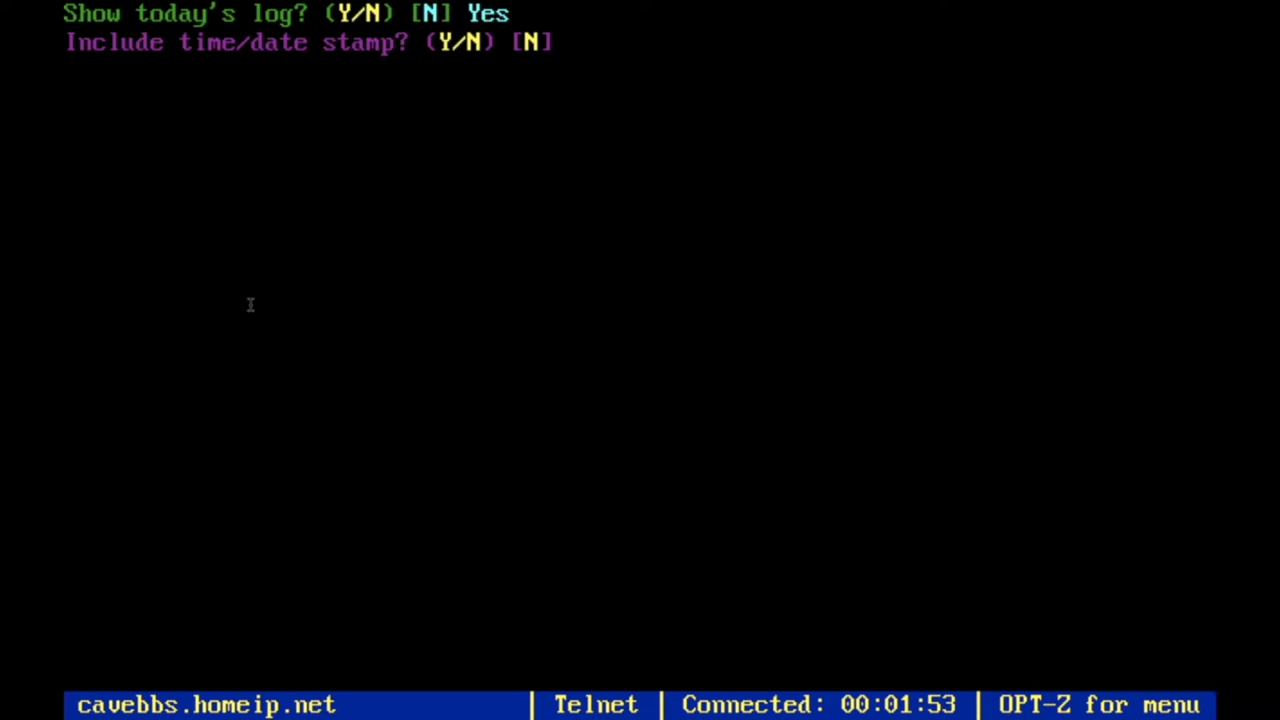 Show today's log? (Y/N) [N] Yes
Include time/date stamp? (Y/N) [N]
cavebbs.homeip.net | Telnet | Connected: 00:01:53 | OPT-Z for menu